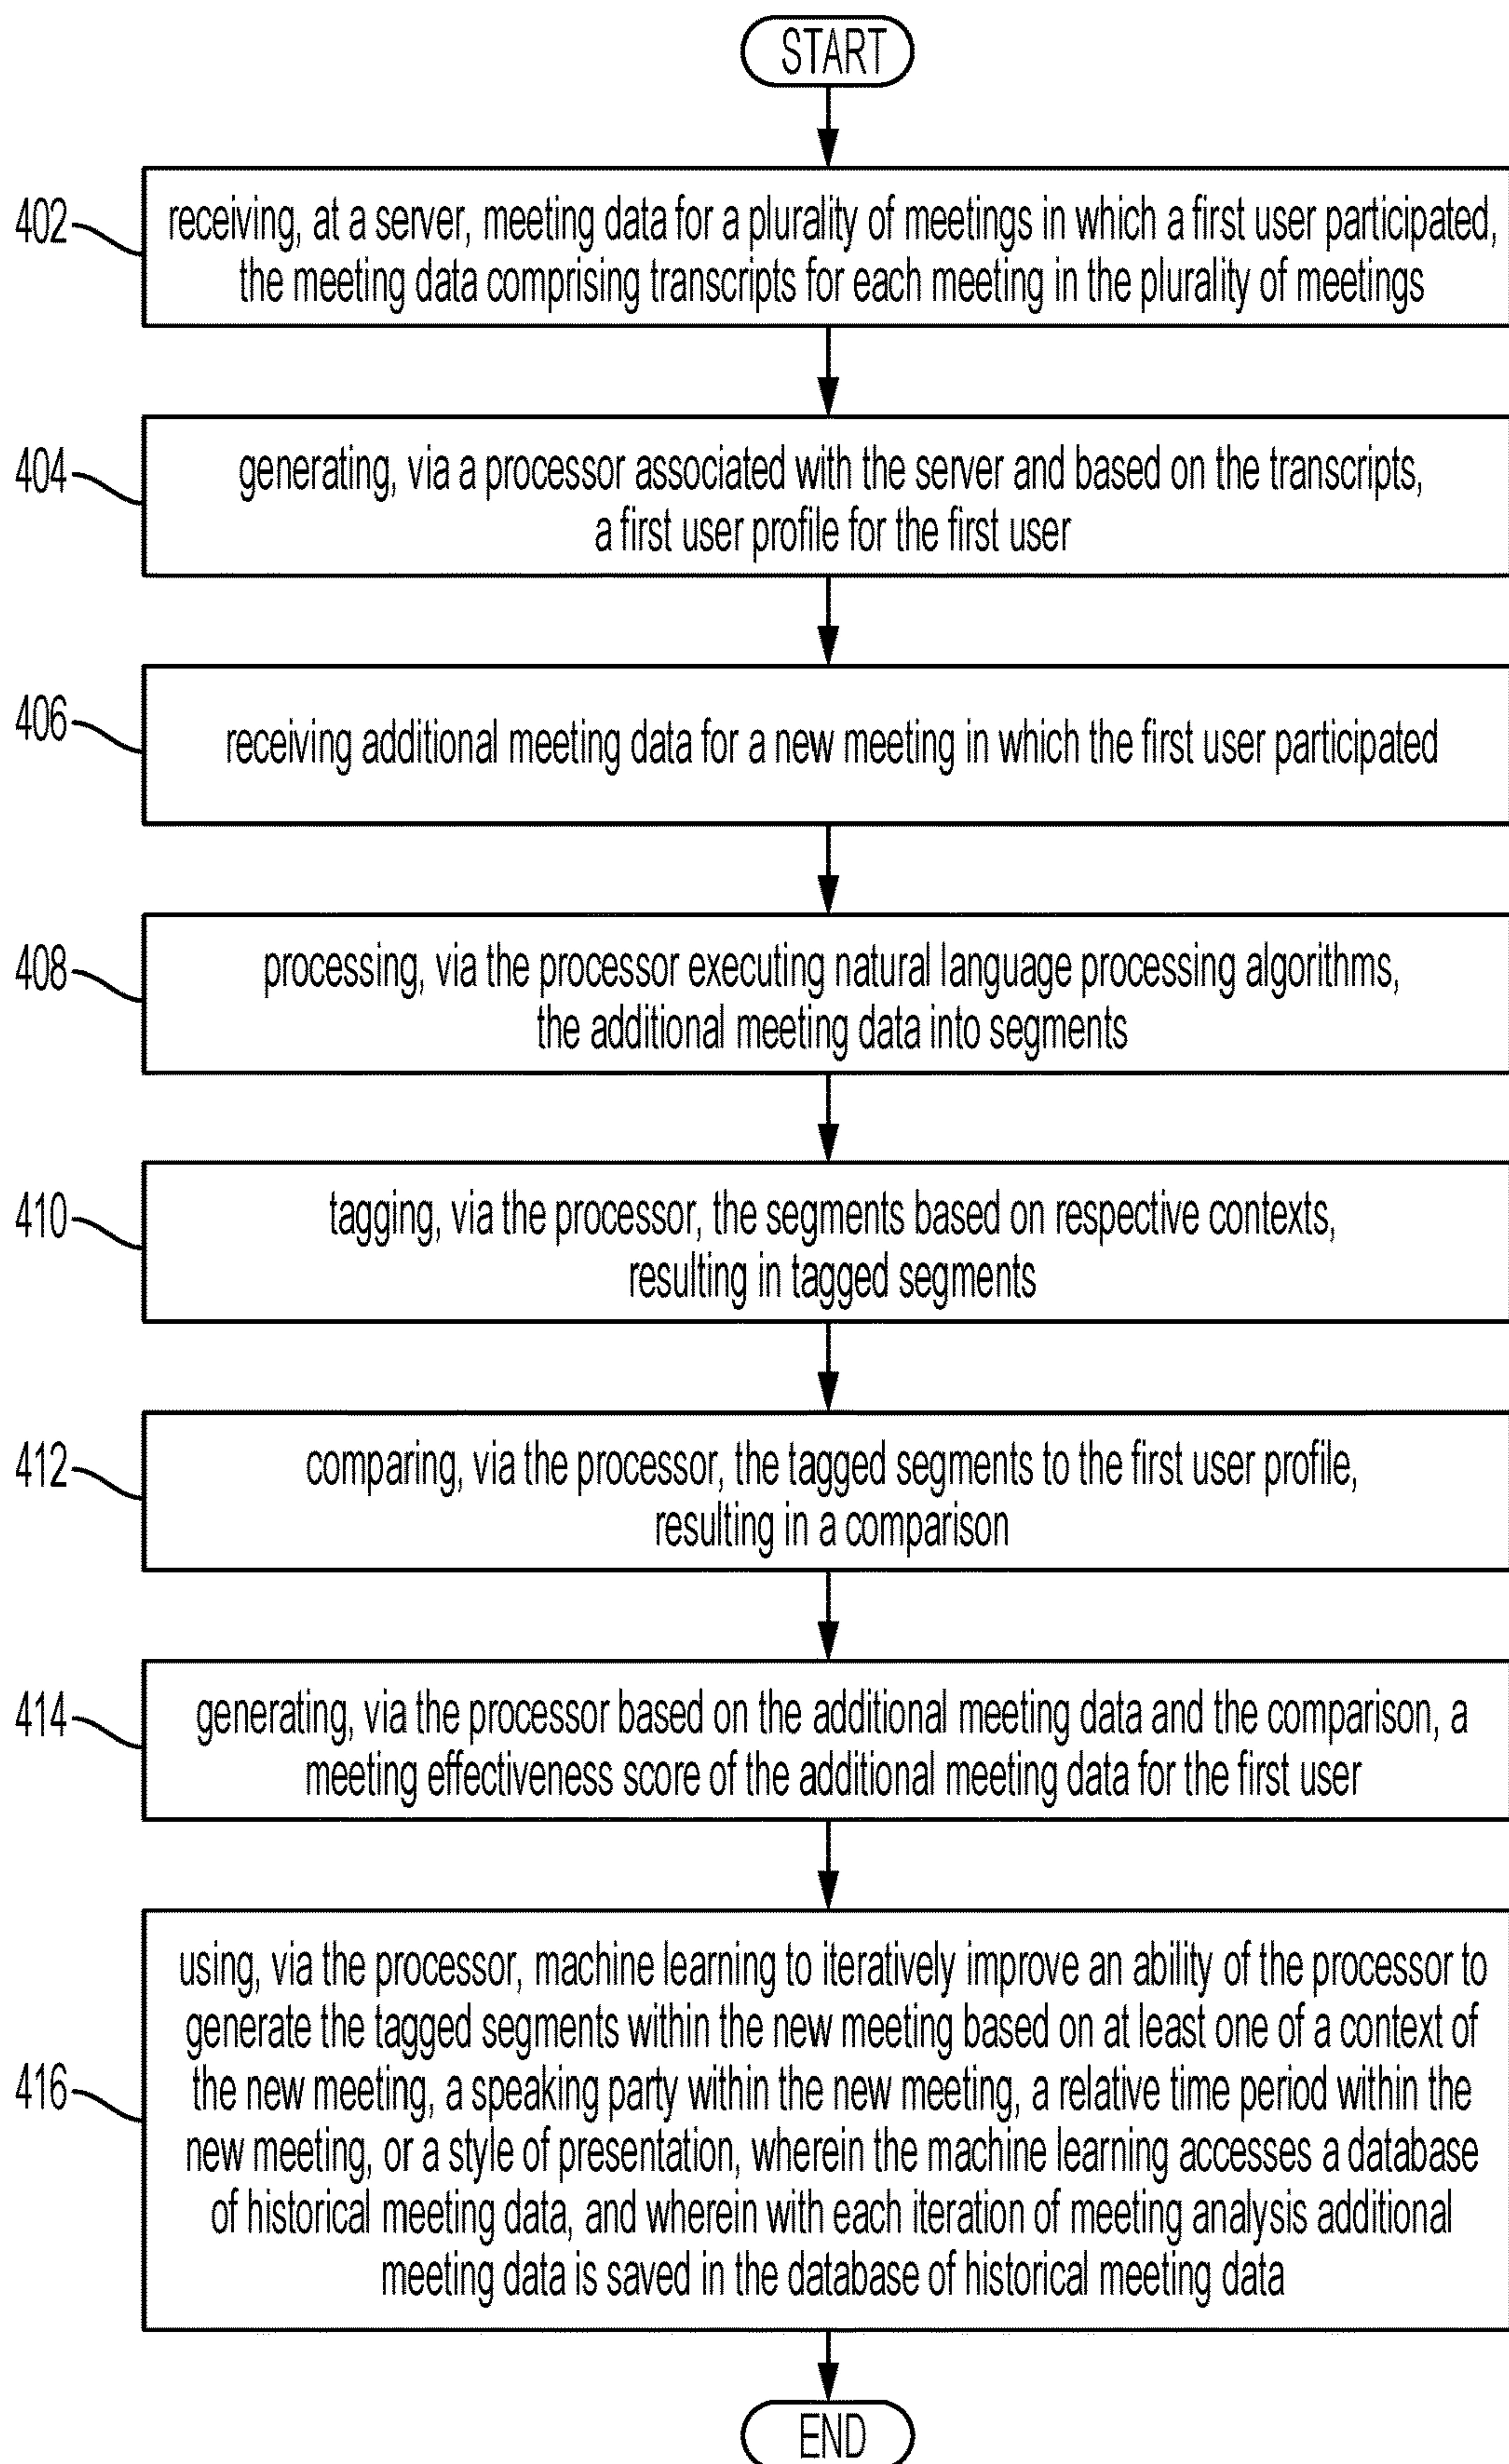 START
402
receiving, at a server, meeting data for a plurality of meetings in which a first user participated,
the meeting data comprising transcripts for each meeting in the plurality of meetings
404
generating, via a processor associated with the server and based on the transcripts,
a first user profile for the first user
406
receiving additional meeting data for a new meeting in which the first user participated
408
processing, via the processor executing natural language processing algorithms,
the additional meeting data into segments
410
tagging, via the processor, the segments based on respective contexts,
resulting in tagged segments
412
comparing, via the processor, the tagged segments to the first user profile,
resulting in a comparison
414
generating, via the processor based on the additional meeting data and the comparison, a
meeting effectiveness score of the additional meeting data for the first user
416
using, via the processor, machine learning to iteratively improve an ability of the processor to
generate the tagged segments within the new meeting based on at least one of a context of
the new meeting, a speaking party within the new meeting, a relative time period within the
new meeting, or a style of presentation, wherein the machine learning accesses a database
of historical meeting data, and wherein with each iteration of meeting analysis additional
meeting data is saved in the database of historical meeting data
END